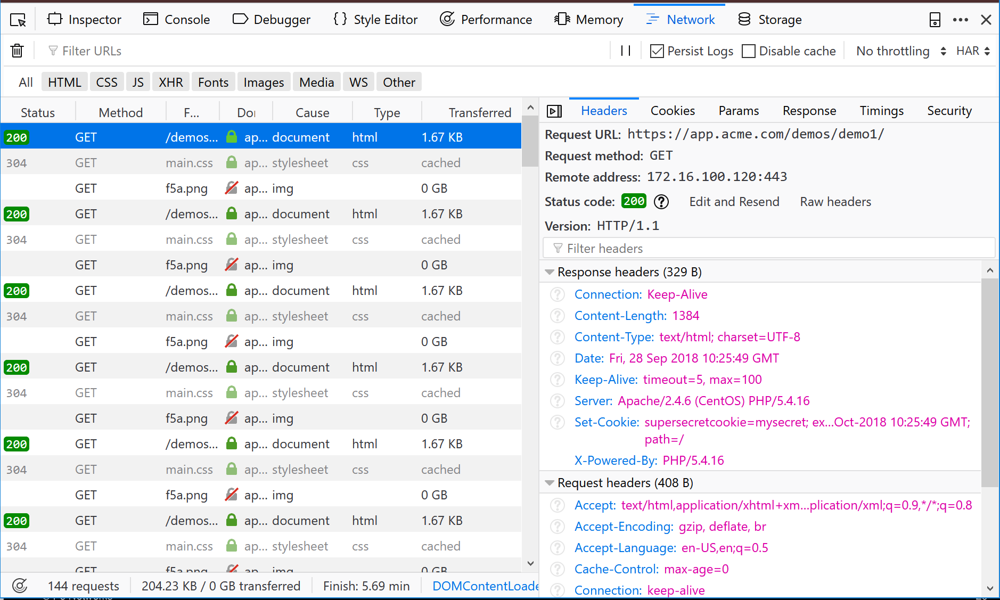 Inspector Console Debugger Style Editor Performance Memory Network Storage
Filter URLs Persist Logs Disable cache No throttling HAR
All HTML CSS JS XHR Fonts Images Media WS Other
Status Method F... Do Cause Type Transferred
200 GET /demos... ap... document html 1.67 KB
304 GET main.css ap... stylesheet css cached
GET f5a.png ap... img 0 GB
200 GET /demos... ap... document html 1.67 KB
304 GET main.css ap... stylesheet css cached
GET f5a.png ap... img 0 GB
200 GET /demos... ap... document html 1.67 KB
304 GET main.css ap... stylesheet css cached
GET f5a.png ap... img 0 GB
200 GET /demos... ap... document html 1.67 KB
304 GET main.css ap... stylesheet css cached
GET f5a.png ap... img 0 GB
200 GET /demos... ap... document html 1.67 KB
304 GET main.css ap... stylesheet css cached
GET f5a.png ap... img 0 GB
200 GET /demos... ap... document html 1.67 KB
304 GET main.css ap... stylesheet css cached
GET f5a.png ap... img 0 GB
144 requests 204.23 KB / 0 GB transferred Finish: 5.69 min DOMContentLoade
Headers Cookies Params Response Timings Security
Request URL: https://app.acme.com/demos/demo1/
Request method: GET
Remote address: 172.16.100.120:443
Status code: 200 Edit and Resend Raw headers
Version: HTTP/1.1
Filter headers
Response headers (329 B)
Connection: Keep-Alive
Content-Length: 1384
Content-Type: text/html; charset=UTF-8
Date: Fri, 28 Sep 2018 10:25:49 GMT
Keep-Alive: timeout=5, max=100
Server: Apache/2.4.6 (CentOS) PHP/5.4.16
Set-Cookie: supersecretcookie=mysecret; ex...Oct-2018 10:25:49 GMT;
path=/
X-Powered-By: PHP/5.4.16
Request headers (408 B)
Accept: text/html,application/xhtml+xm...plication/xml;q=0.9,*/*;q=0.8
Accept-Encoding: gzip, deflate, br
Accept-Language: en-US,en;q=0.5
Cache-Control: max-age=0
Connection: keep-alive